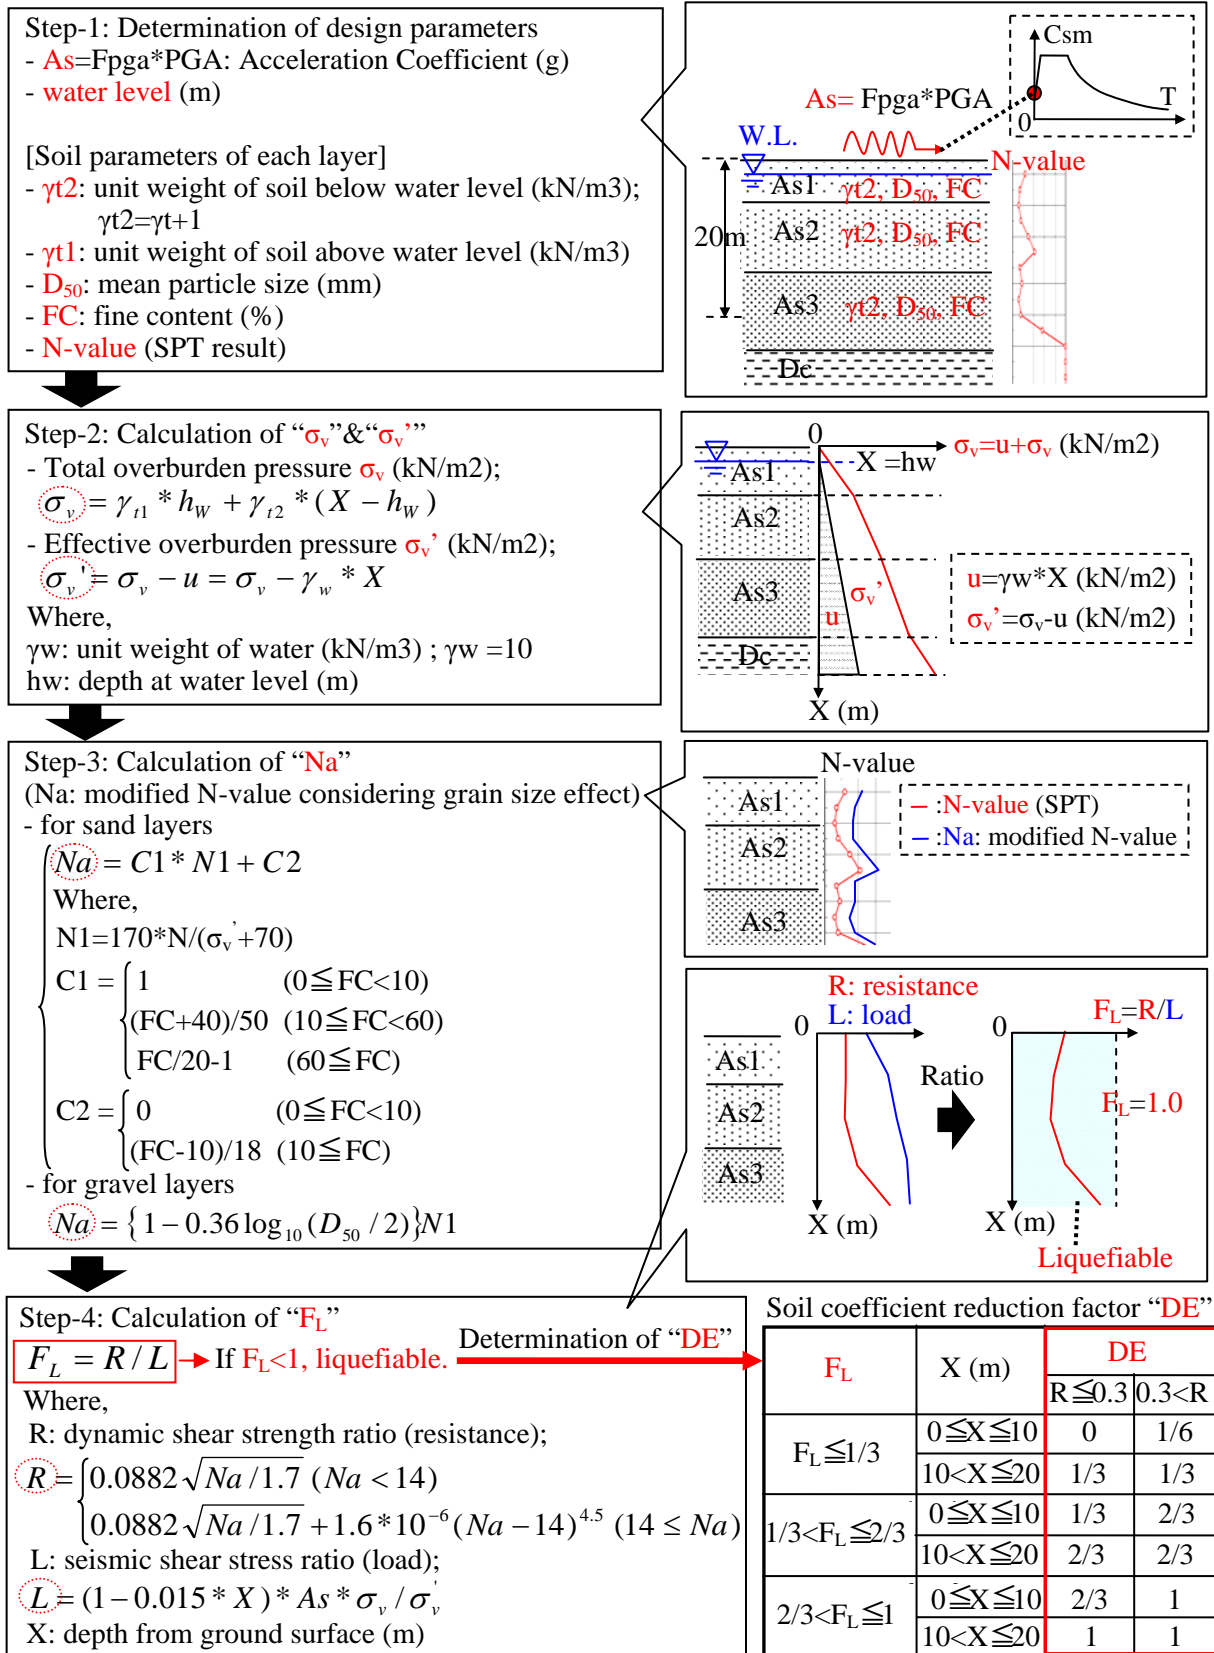 Step-1: Determination of design parameters
- As=Fpga*PGA: Acceleration Coefficient (g)
- water level (m)
[Soil parameters of each layer]
- γt2: unit weight of soil below water level (kN/m3);
γt2=γt+1
- γt1: unit weight of soil above water level (kN/m3)
- D50: mean particle size (mm)
- FC: fine content (%)
- N-value (SPT result)
Csm
T
0
As= Fpga*PGA
W.L.
N-value
As1 γt2, D50, FC
20m
As2 γt2, D50, FC
As3 γt2, D50, FC
Dc
Step-2: Calculation of “σv”&“σv’”
- Total overburden pressure σv (kN/m2);
σv = γt1 * hW + γt2 * (X − hW)
- Effective overburden pressure σv’ (kN/m2);
σv' = σv − u = σv − γw * X
Where,
γw: unit weight of water (kN/m3) ; γw =10
hw: depth at water level (m)
0
σv=u+σv (kN/m2)
X =hw
As1
As2
As3
Dc
σv’
u
u=γw*X (kN/m2)
σv’=σv-u (kN/m2)
X (m)
Step-3: Calculation of “Na”
(Na: modified N-value considering grain size effect)
- for sand layers
Na = C1* N1 + C2
Where,
N1=170*N/(σv'+70)
C1 = 1 (0≦FC<10)
(FC+40)/50 (10≦FC<60)
FC/20-1 (60≦FC)
C2 = 0 (0≦FC<10)
(FC-10)/18 (10≦FC)
- for gravel layers
Na = {1 − 0.36 log10 (D50 / 2)}N1
N-value
As1
As2
As3
– :N-value (SPT)
– :Na: modified N-value
R: resistance
L: load
0
As1
As2
As3
X (m)
Ratio
0
FL=R/L
FL=1.0
X (m)
Liquefiable
Step-4: Calculation of “FL”
FL = R / L If FL<1, liquefiable.
Determination of “DE”
Where,
R: dynamic shear strength ratio (resistance);
R = 0.0882 √Na /1.7 (Na < 14)
0.0882 √Na /1.7 + 1.6*10−6 (Na − 14)4.5 (14 ≤ Na)
L: seismic shear stress ratio (load);
L = (1 − 0.015 * X) * As * σv / σv'
X: depth from ground surface (m)
Soil coefficient reduction factor “DE”
FL X (m) DE
R≦0.3 0.3<R
FL≦1/3 0≦X≦10 0 1/6
10<X≦20 1/3 1/3
1/3<FL≦2/3 0≦X≦10 1/3 2/3
10<X≦20 2/3 2/3
2/3<FL≦1 0≦X≦10 2/3 1
10<X≦20 1 1